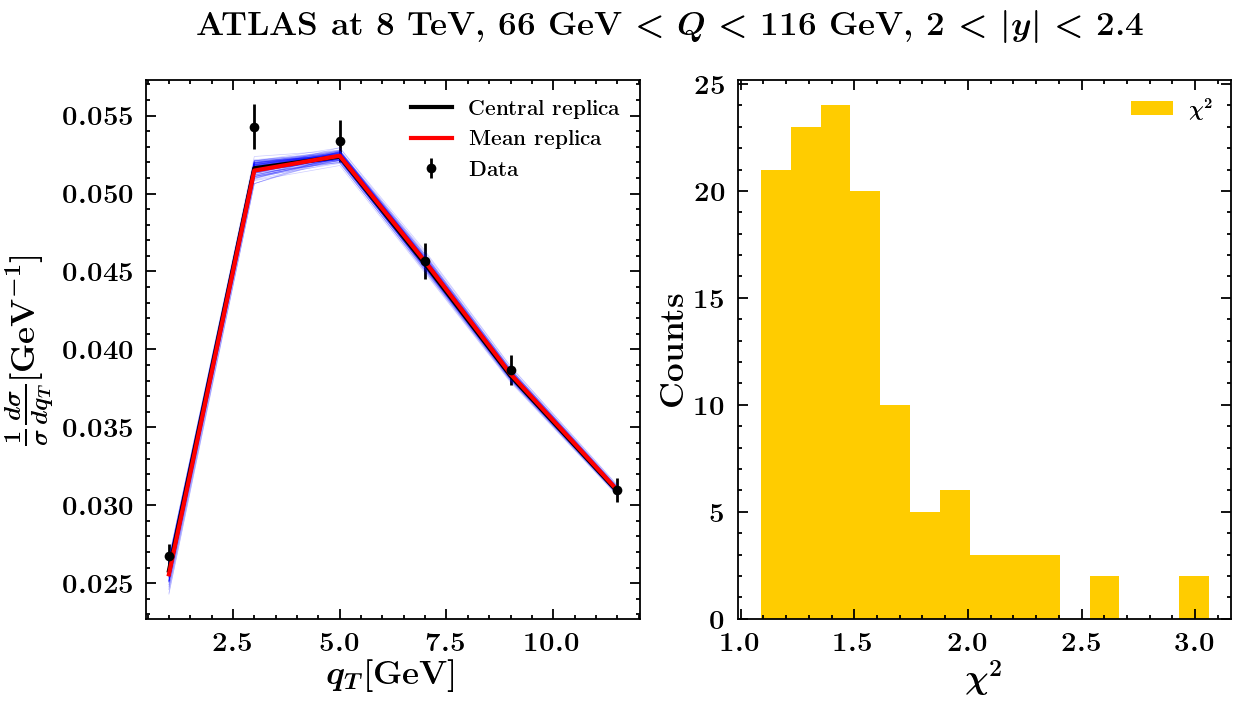 ATLAS at 8 TeV, 66 GeV < Q < 116 GeV, 2 < |y| < 2.4
1/σ dσ/dq_T [GeV⁻¹]
0.055
0.050
0.045
0.040
0.035
0.030
0.025
Central replica
Mean replica
Data
2.5 5.0 7.5 10.0
q_T[GeV]
Counts
25
20
15
10
5
0
χ²
1.0 1.5 2.0 2.5 3.0
χ²